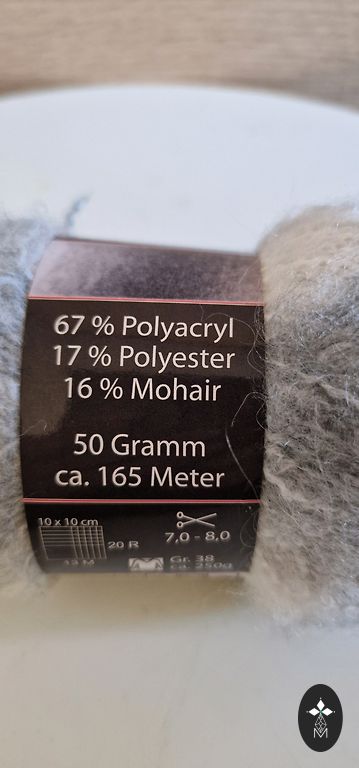 67 % Polyacryl
17 % Polyester
16 % Mohair
50 Gramm
ca. 165 Meter
10 x 10 cm
7,0 - 8,0
20 R
13 M
Gr. 38
ca. 250g
M